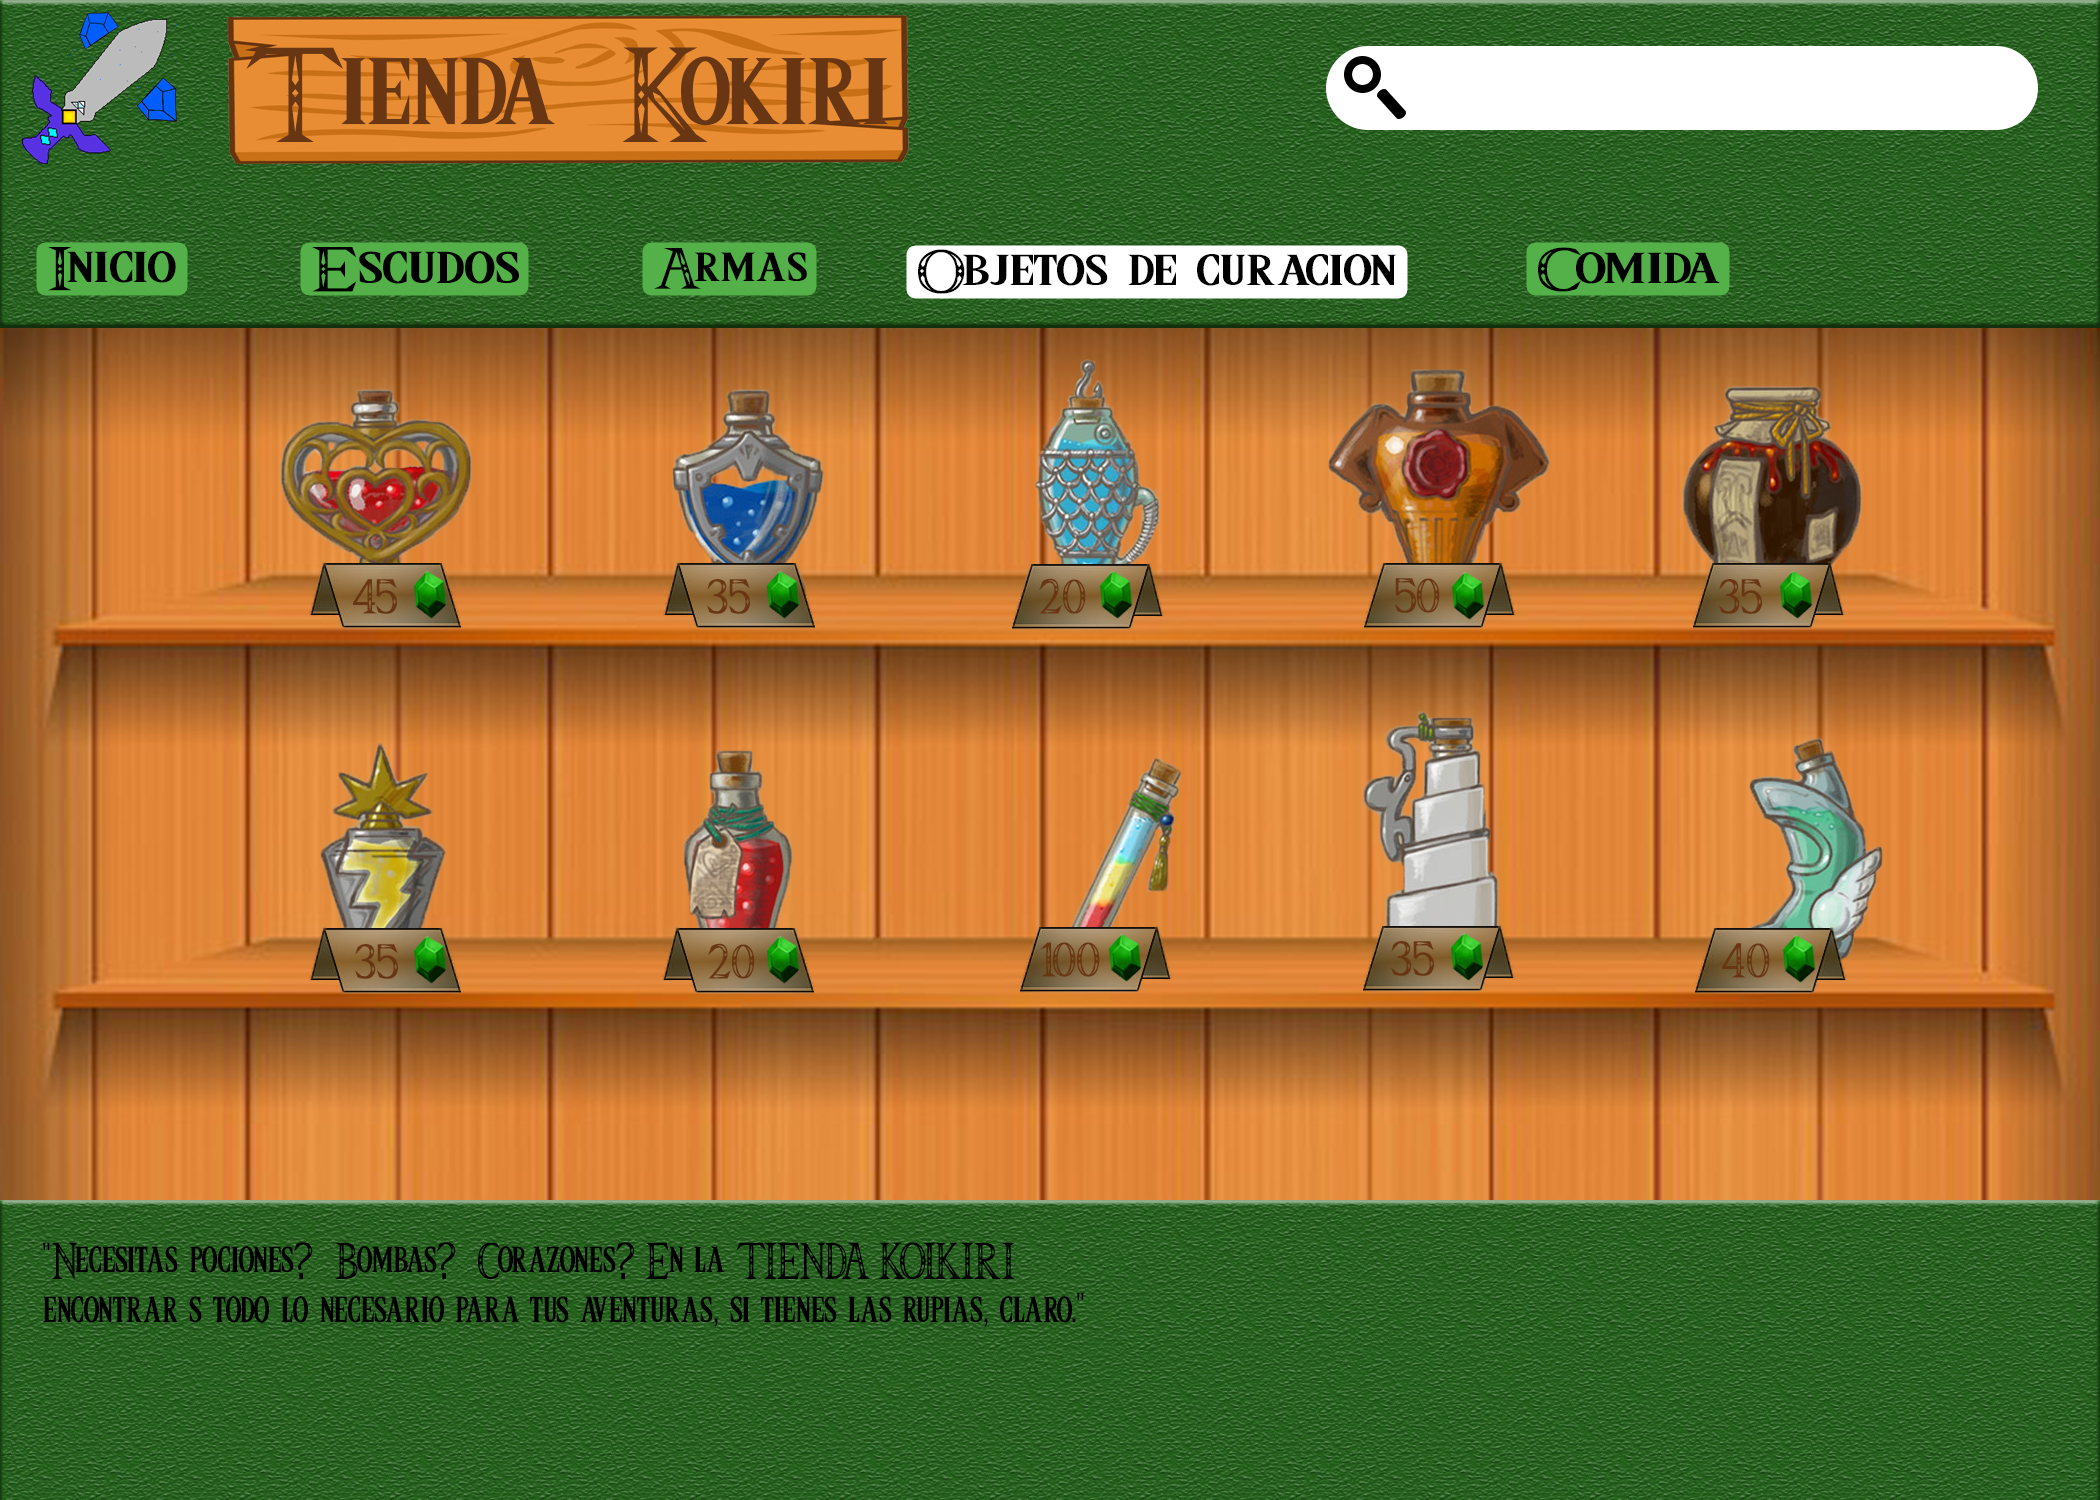 Tienda Kokiri
Inicio
Escudos
Armas
Objetos de curacion
Comida
45
35
20
50
35
35
20
100
35
40
"Necesitas pociones? Bombas? Corazones? En la TIENDA KOIKIRI
encontrar s todo lo necesario para tus aventuras, si tienes las rupias, claro."